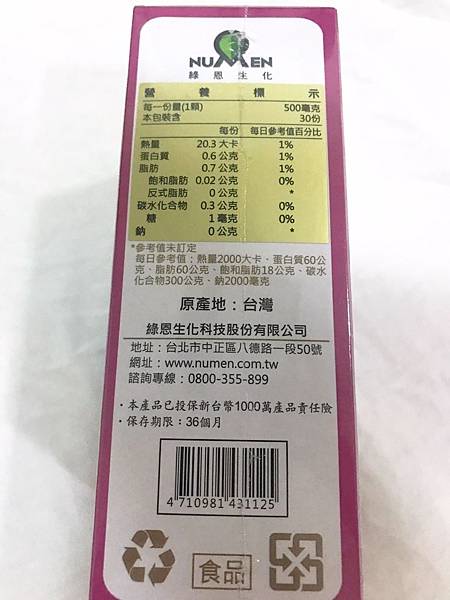 NUMEN
綠恩生化
營養標示
每一份量(1顆) 500毫克
本包裝含 30份
每份 每日參考值百分比
熱量 20.3 大卡 1%
蛋白質 0.6 公克 1%
脂肪 0.7 公克 1%
飽和脂肪 0.02 公克 0%
反式脂肪 0 公克 *
碳水化合物 0.3 公克 0%
糖 1 毫克 *
鈉 0 公克 0%
*參考值未訂定
每日參考值：熱量2000大卡、蛋白質60公
克、脂肪60公克、飽和脂肪18公克、碳水
化合物300公克、鈉2000毫克
原產地：台灣
綠恩生化科技股份有限公司
地址：台北市中正區八德路一段50號
網址：www.numen.com.tw
諮詢專線：0800-355-899
·本產品已投保新台幣1000萬產品責任險
·保存期限：36個月
4 710981 431125
食品